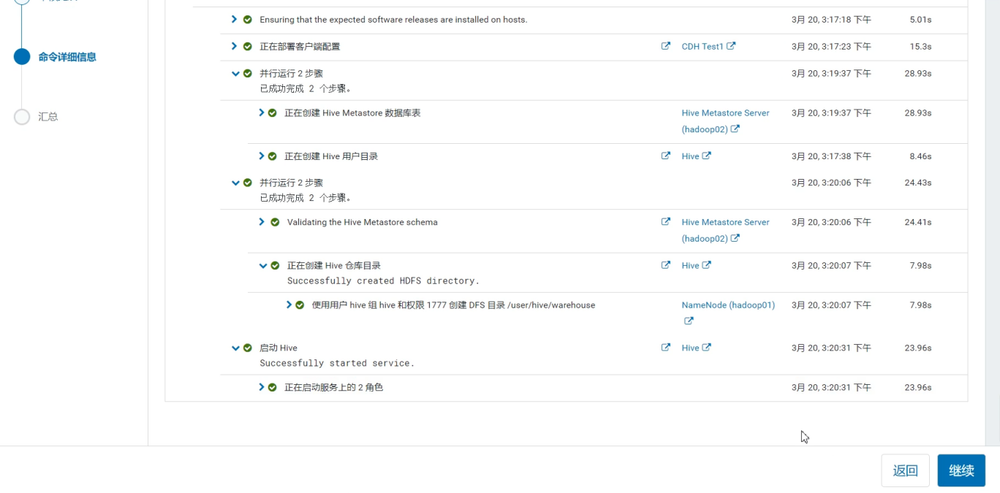 命令详细信息
汇总
Ensuring that the expected software releases are installed on hosts. 3月 20, 3:17:18 下午 5.01s
正在部署客户端配置 CDH Test1 3月 20, 3:17:23 下午 15.3s
并行运行 2 步骤 3月 20, 3:19:37 下午 28.93s
已成功完成 2 个步骤。
正在创建 Hive Metastore 数据库表 Hive Metastore Server 3月 20, 3:19:37 下午 28.93s
(hadoop02)
正在创建 Hive 用户目录 Hive 3月 20, 3:17:38 下午 8.46s
并行运行 2 步骤 3月 20, 3:20:06 下午 24.43s
已成功完成 2 个步骤。
Validating the Hive Metastore schema Hive Metastore Server 3月 20, 3:20:06 下午 24.41s
(hadoop02)
正在创建 Hive 仓库目录 Hive 3月 20, 3:20:07 下午 7.98s
Successfully created HDFS directory.
使用用户 hive 组 hive 和权限 1777 创建 DFS 目录 /user/hive/warehouse NameNode (hadoop01) 3月 20, 3:20:07 下午 7.98s
启动 Hive Hive 3月 20, 3:20:31 下午 23.96s
Successfully started service.
正在启动服务上的 2 角色 3月 20, 3:20:31 下午 23.96s
返回 继续